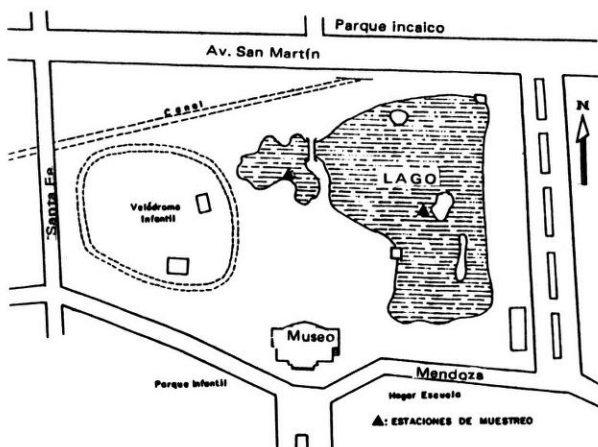 Parque incaico
Av. San Martín
Canal
N
LAGO
Santa Fe
Velódromo
Infantil
Museo
Mendoza
Parque Infantil
Hogar Escuela
▲: ESTACIONES DE MUESTREO